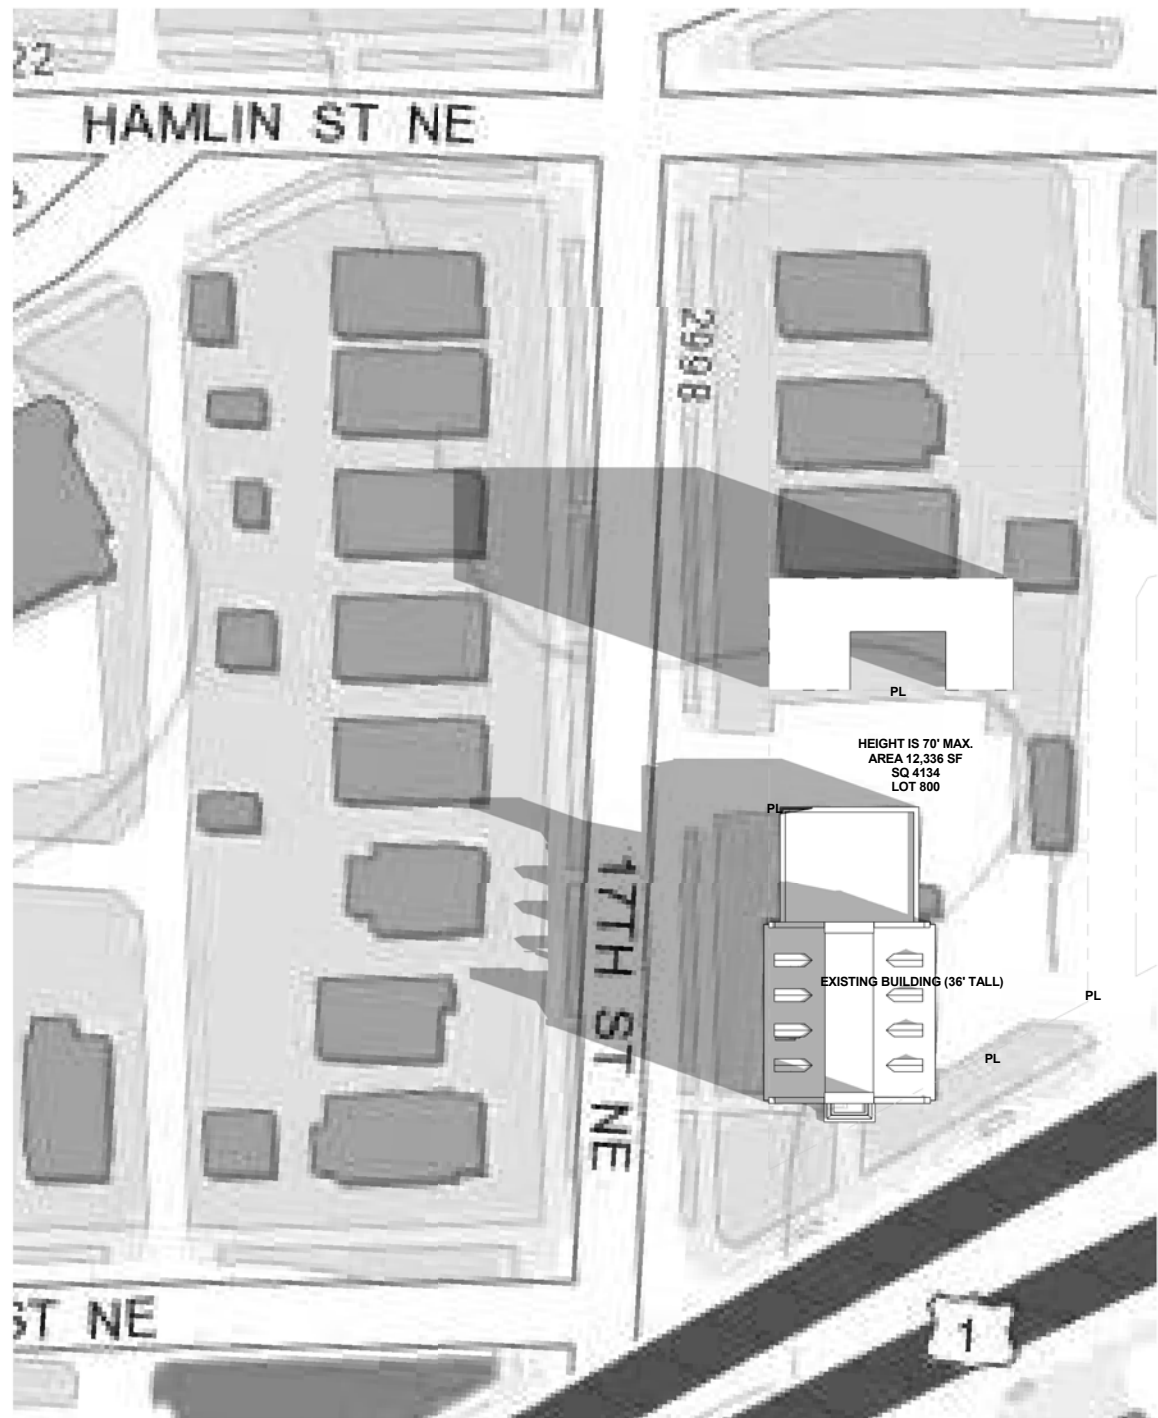 22
HAMLIN ST NE
2998
PL
HEIGHT IS 70' MAX.
AREA 12,336 SF
SQ 4134
LOT 800
PL
17TH ST NE
EXISTING BUILDING (36' TALL)
PL
PL
ST NE
1